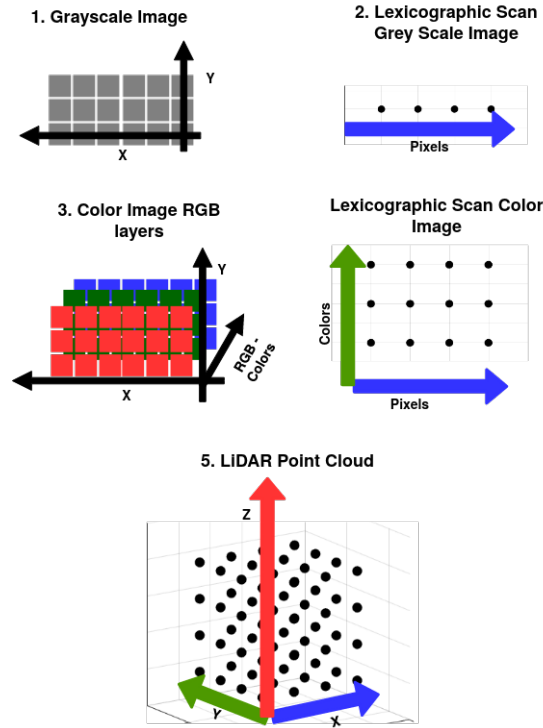 1. Grayscale Image
Y
X
2. Lexicographic Scan
Grey Scale Image
Pixels
3. Color Image RGB
layers
Y
RGB -
Colors
X
Lexicographic Scan Color
Image
Colors
Pixels
5. LiDAR Point Cloud
Z
Y
X